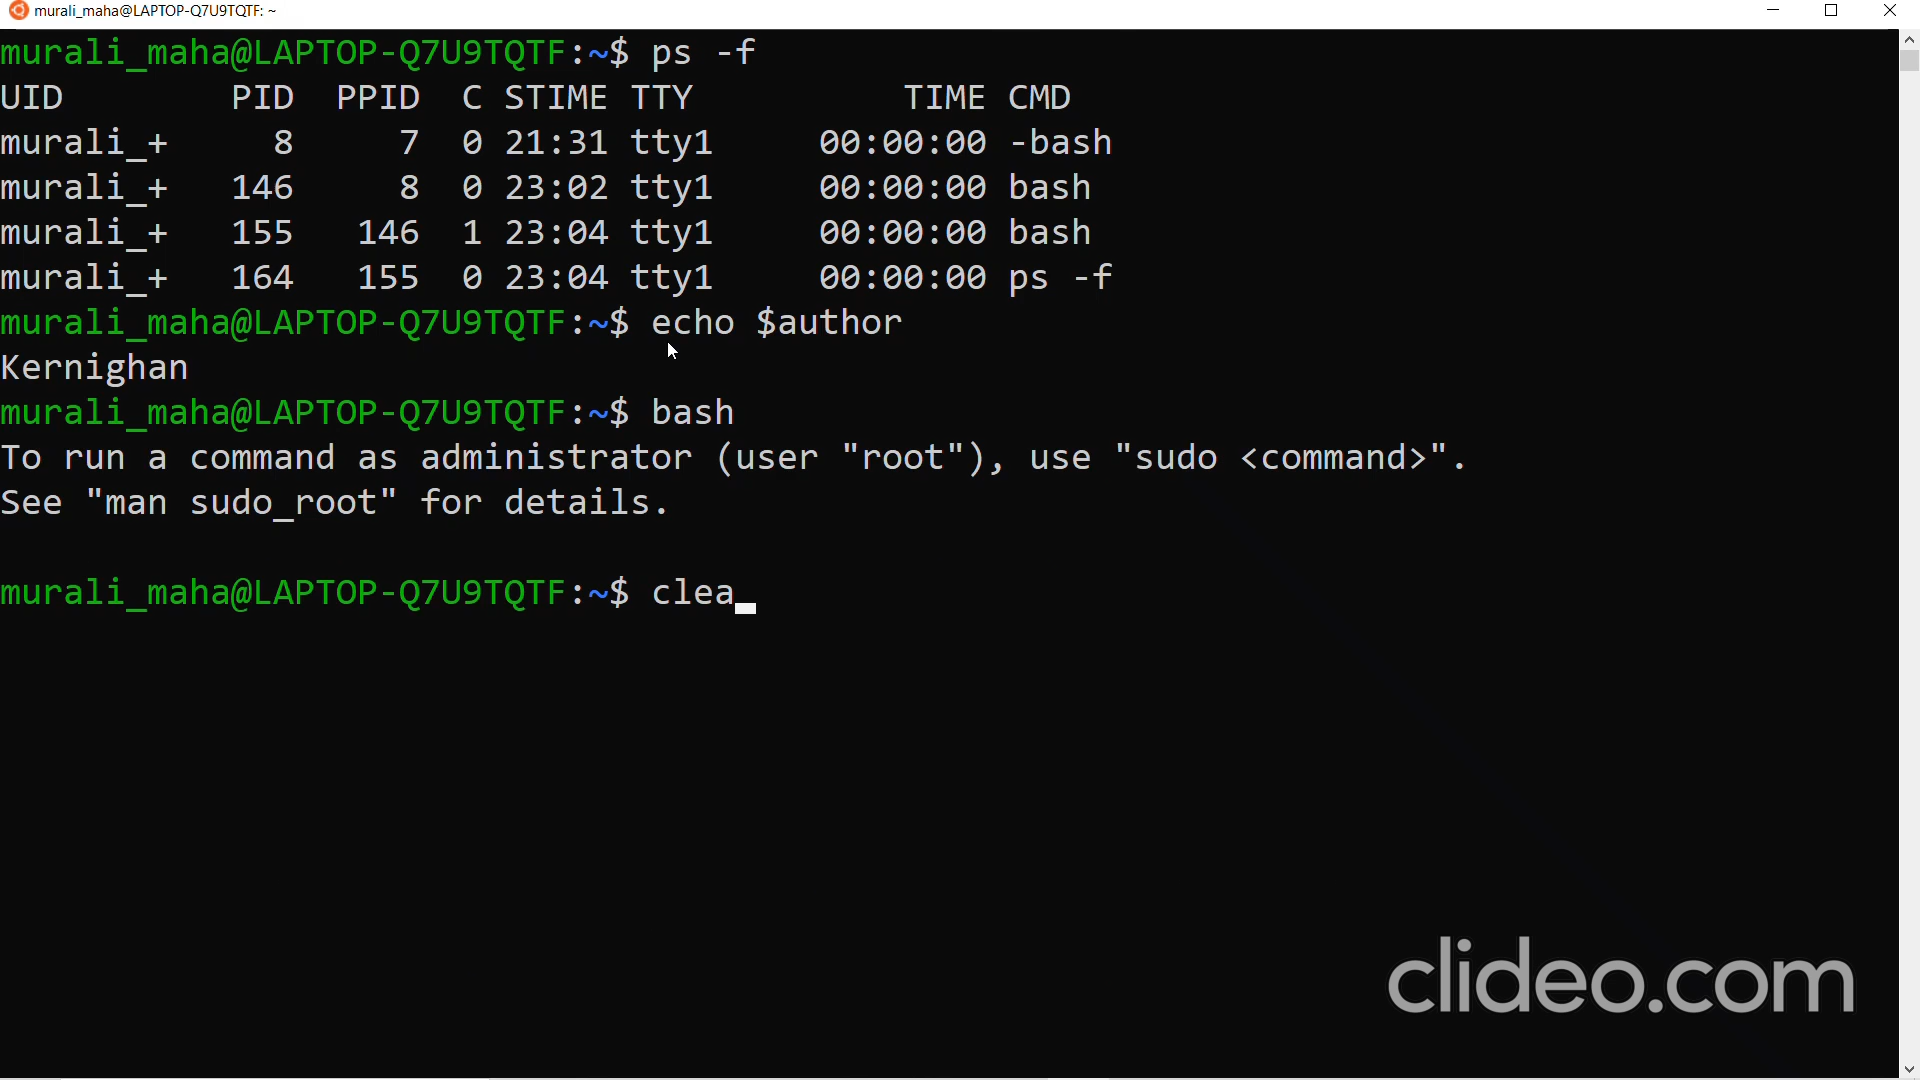 murali_maha@LAPTOP-Q7U9TQTF: ~
murali_maha@LAPTOP-Q7U9TQTF:~$ ps -f
UID        PID  PPID  C STIME TTY          TIME CMD
murali_+     8     7  0 21:31 tty1     00:00:00 -bash
murali_+   146     8  0 23:02 tty1     00:00:00 bash
murali_+   155   146  1 23:04 tty1     00:00:00 bash
murali_+   164   155  0 23:04 tty1     00:00:00 ps -f
murali_maha@LAPTOP-Q7U9TQTF:~$ echo $author
Kernighan
murali_maha@LAPTOP-Q7U9TQTF:~$ bash
To run a command as administrator (user "root"), use "sudo <command>".
See "man sudo_root" for details.
murali_maha@LAPTOP-Q7U9TQTF:~$ clea
clideo.com